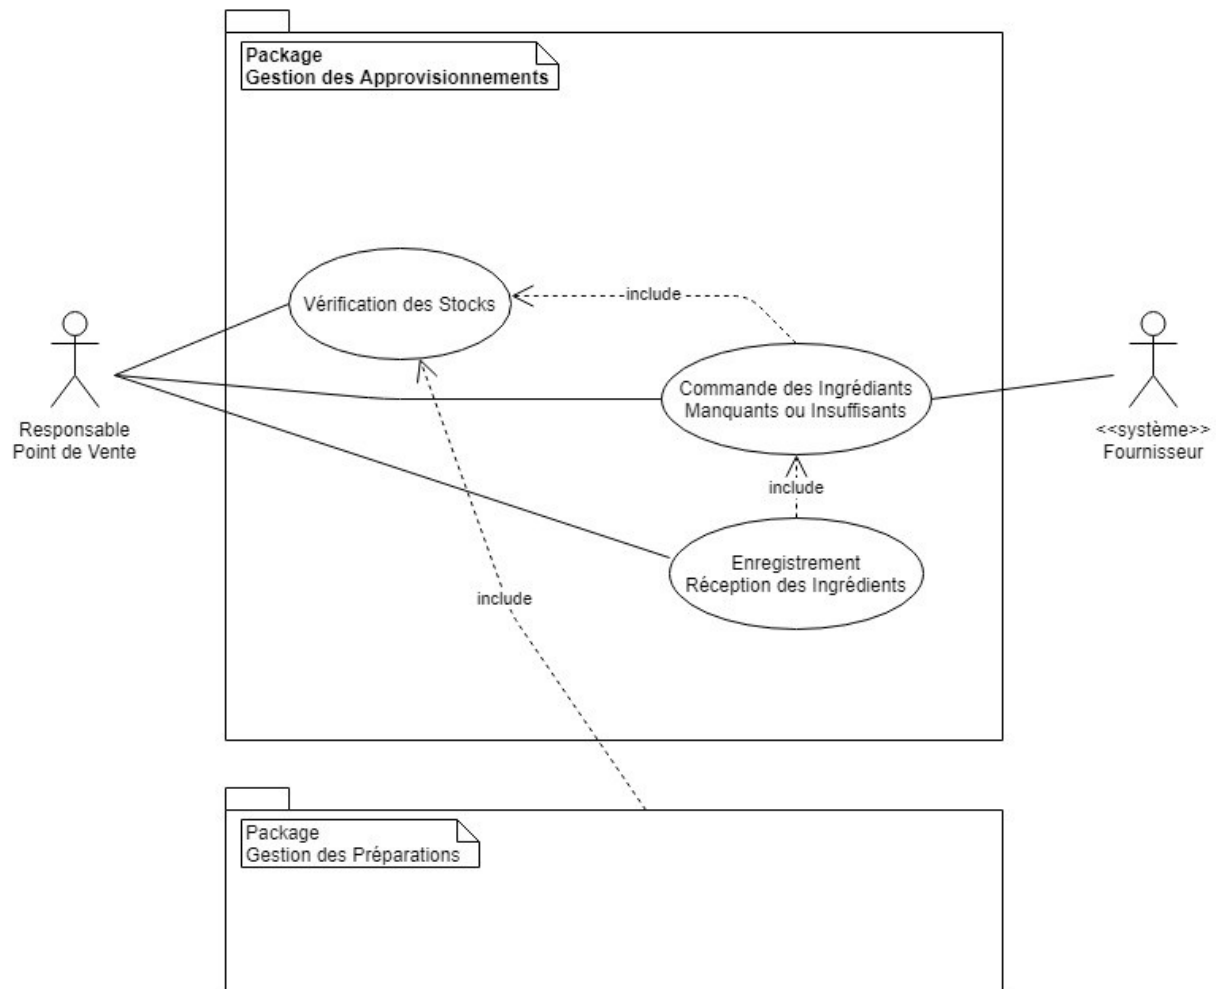 Package
Gestion des Approvisionnements
Vérification des Stocks
include
Commande des Ingrédiants
Manquants ou Insuffisants
include
Enregistrement
Réception des Ingrédients
include
Responsable
Point de Vente
<<système>>
Fournisseur
Package
Gestion des Préparations